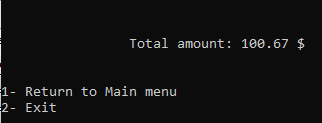 Total amount: 100.67 $
1- Return to Main menu
2- Exit